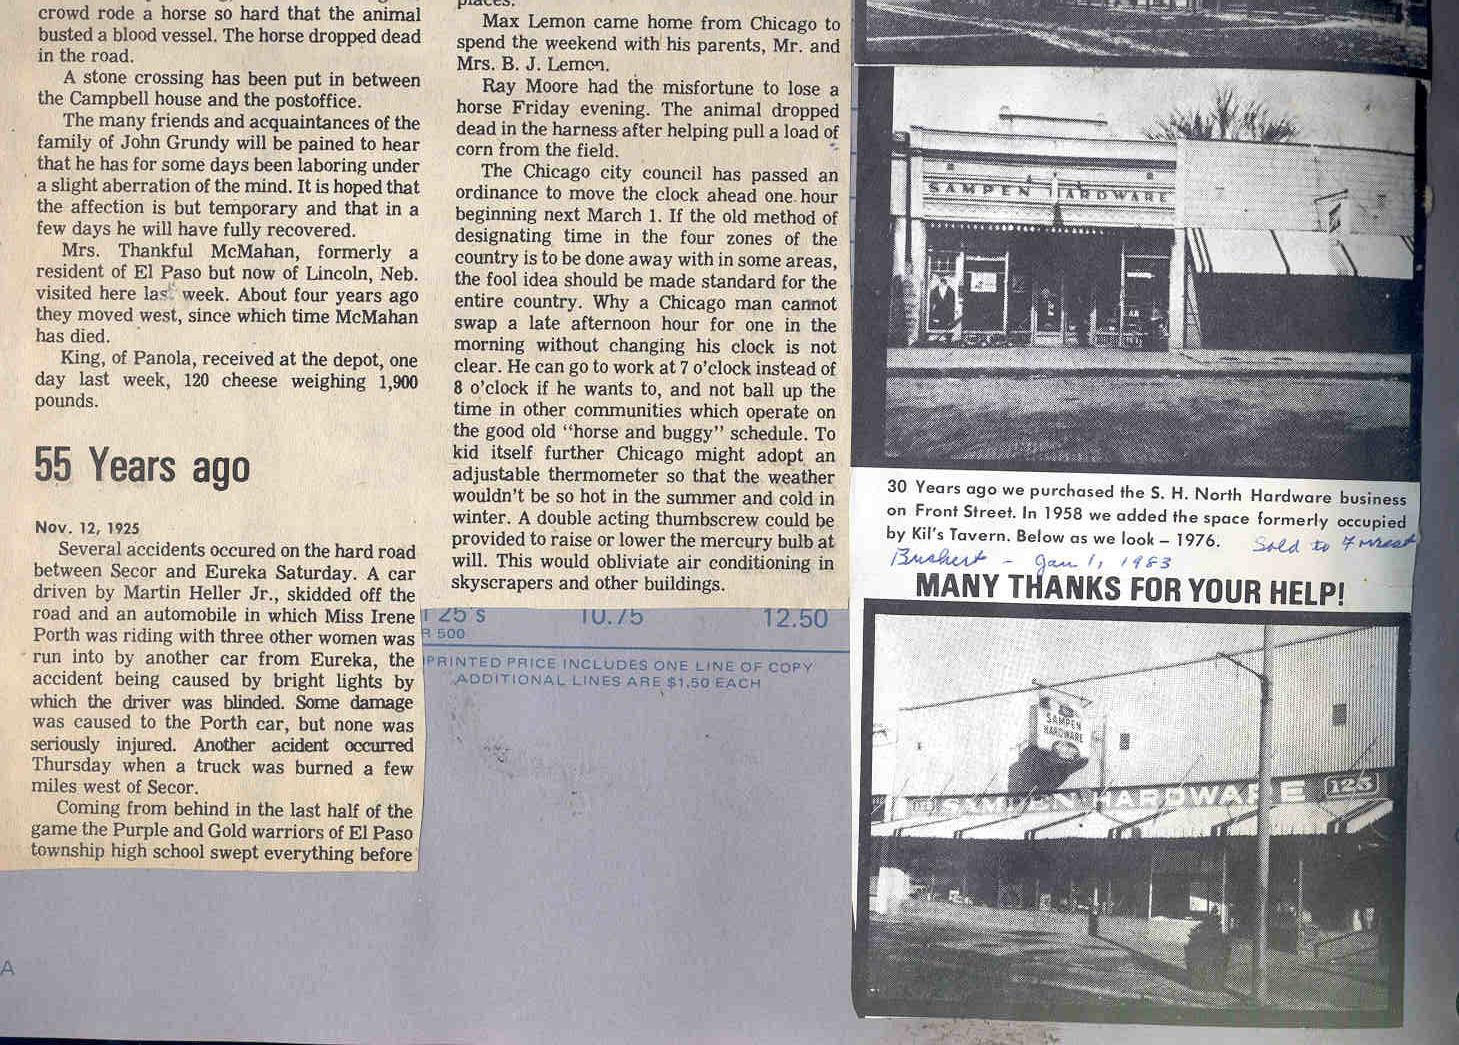 crowd rode a horse so hard that the animal
busted a blood vessel. The horse dropped dead
in the road.
A stone crossing has been put in between
the Campbell house and the postoffice.
The many friends and acquaintances of the
family of John Grundy will be pained to hear
that he has for some days been laboring under
a slight aberration of the mind. It is hoped that
the affection is but temporary and that in a
few days he will have fully recovered.
Mrs. Thankful McMahan, formerly a
resident of El Paso but now of Lincoln, Neb.
visited here last week. About four years ago
they moved west, since which time McMahan
has died.
King, of Panola, received at the depot, one
day last week, 120 cheese weighing 1,900
pounds.
55 Years ago
Nov. 12, 1925
Several accidents occured on the hard road
between Secor and Eureka Saturday. A car
driven by Martin Heller Jr., skidded off the
road and an automobile in which Miss Irene
Porth was riding with three other women was
run into by another car from Eureka, the
accident being caused by bright lights by
which the driver was blinded. Some damage
was caused to the Porth car, but none was
seriously injured. Another acident occurred
Thursday when a truck was burned a few
miles west of Secor.
Coming from behind in the last half of the
game the Purple and Gold warriors of El Paso
township high school swept everything before
places.
Max Lemon came home from Chicago to
spend the weekend with his parents, Mr. and
Mrs. B. J. Lemon.
Ray Moore had the misfortune to lose a
horse Friday evening. The animal dropped
dead in the harness after helping pull a load of
corn from the field.
The Chicago city council has passed an
ordinance to move the clock ahead one hour
beginning next March 1. If the old method of
designating time in the four zones of the
country is to be done away with in some areas,
the fool idea should be made standard for the
entire country. Why a Chicago man cannot
swap a late afternoon hour for one in the
morning without changing his clock is not
clear. He can go to work at 7 o'clock instead of
8 o'clock if he wants to, and not ball up the
time in other communities which operate on
the good old "horse and buggy" schedule. To
kid itself further Chicago might adopt an
adjustable thermometer so that the weather
wouldn't be so hot in the summer and cold in
winter. A double acting thumbscrew could be
provided to raise or lower the mercury bulb at
will. This would obliviate air conditioning in
skyscrapers and other buildings.
25's 10.75 12.50
R 500
PRINTED PRICE INCLUDES ONE LINE OF COPY
ADDITIONAL LINES ARE $1.50 EACH
A
SAMPEN HARDWARE
30 Years ago we purchased the S. H. North Hardware business
on Front Street. In 1958 we added the space formerly occupied
by Kil's Tavern. Below as we look – 1976.
Sold to
Jan 1, 1983
MANY THANKS FOR YOUR HELP!
SAMPEN
HARDWARE
SAMPEN HARDWARE 123